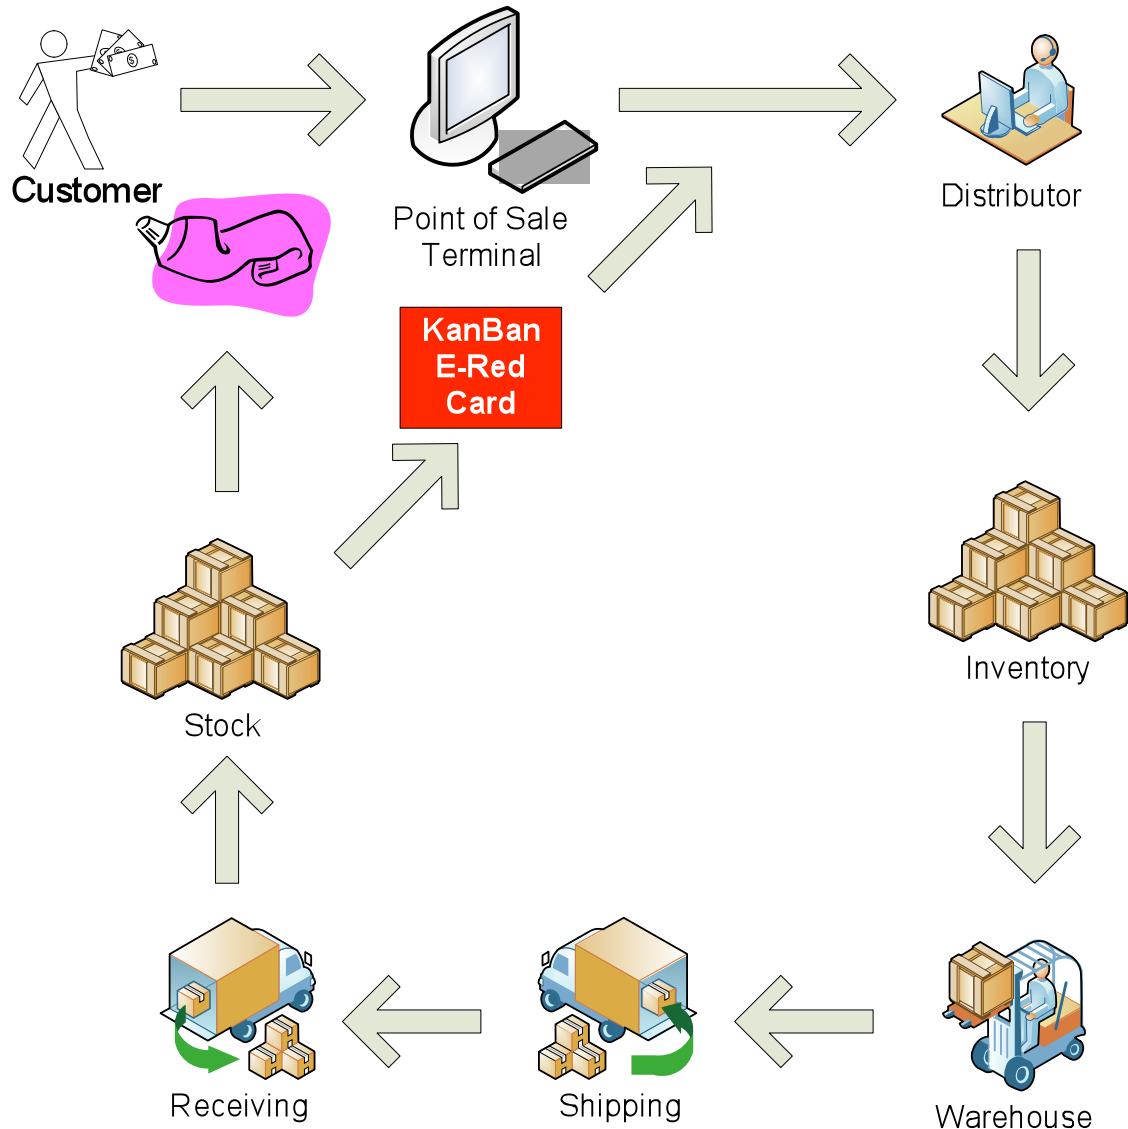 Customer
Point of Sale
Terminal
Distributor
KanBan
E-Red
Card
Inventory
Stock
Receiving
Shipping
Warehouse